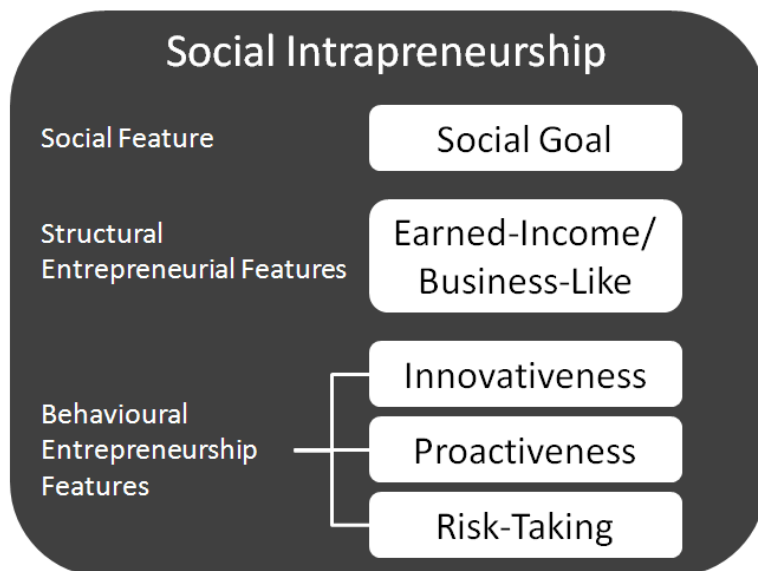 Social Intrapreneurship
Social Feature
Social Goal
Structural
Entrepreneurial Features
Earned-Income/
Business-Like
Behavioural
Entrepreneurship
Features
Innovativeness
Proactiveness
Risk-Taking